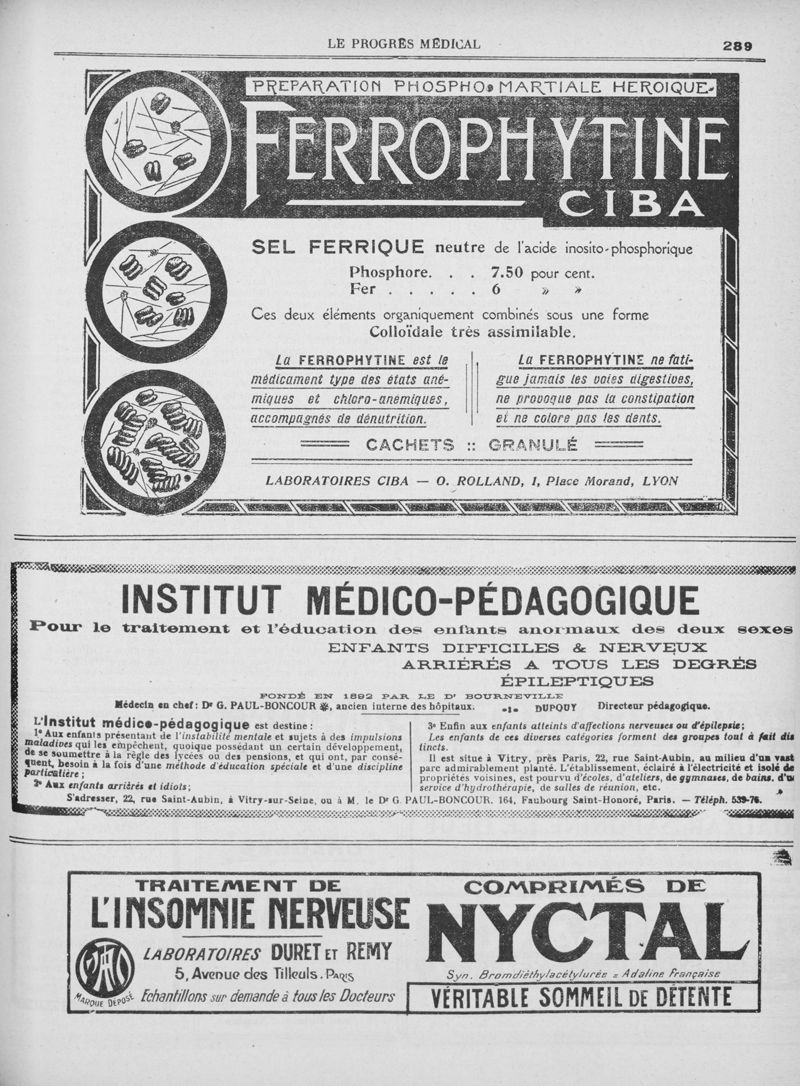 LE PROGRÈS MÉDICAL
289
PREPARATION PHOSPHO-MARTIALE HEROIQUE-
FERROPHYTINE
CIBA
SEL FERRIQUE neutre de l'acide inosito-phosphorique
Phosphore. . . 7.50 pour cent.
Fer . . . . . 6 » »
Ces deux éléments organiquement combinés sous une forme
Colloïdale très assimilable.
La FERROPHYTINE est le
médicament type des états ané-
miques et chloro-anemiques,
accompagnés de dénutrition.
La FERROPHYTINE ne fati-
gue jamais les voies digestives,
ne provoque pas la constipation
et ne colore pas les dents.
CACHETS :: GRANULÉ
LABORATOIRES CIBA — O. ROLLAND, 1, Place Morand, LYON
INSTITUT MÉDICO-PÉDAGOGIQUE
Pour le traitement et l'éducation des enfants anormaux des deux sexes
ENFANTS DIFFICILES & NERVEUX
ARRIÉRÉS A TOUS LES DEGRÉS
ÉPILEPTIQUES
FONDÉ EN 1892 PAR LE Dr BOURNEVILLE
Médecin en chef: Dr G. PAUL-BONCOUR, ancien interne des hôpitaux. DUPOUY Directeur pédagogique.
L'Institut médico-pédagogique est destine :
1° Aux enfants présentant de l'instabilité mentale et sujets à des impulsions
maladives qui les empêchent, quoique possédant un certain développement,
de se soumettre à la règle des lycées ou des pensions, et qui ont, par consé-
quent, besoin à la fois d'une méthode d'éducation spéciale et d'une discipline
particulière ;
2° Aux enfants arriérés et idiots;
3° Enfin aux enfants atteints d'affections nerveuses ou d'épilepsie;
Les enfants de ces diverses catégories forment des groupes tout à fait dis
tincts.
Il est situe à Vitry, près Paris, 22, rue Saint-Aubin, au milieu d'un vast
parc admirablement planté. L'établissement, éclairé à l'électricité et isolé de
propriétés voisines, est pourvu d'écoles, d'ateliers, de gymnases, de bains, d'u
service d'hydrothérapie, de salles de réunion, etc.
S'adresser, 22, rue Saint-Aubin, à Vitry-sur-Seine, ou à M. le Dr G. PAUL-BONCOUR, 164, Faubourg Saint-Honoré, Paris. — Téléph. 539-76.
TRAITEMENT DE
L'INSOMNIE NERVEUSE
LABORATOIRES DURET ET REMY
5, Avenue des Tilleuls. PARIS
MARQUE DÉPOSÉ
Echantillons sur demande à tous les Docteurs
COMPRIMÉS DE
NYCTAL
Syn. Bromdiéthylacétylurée = Adaline Française
VÉRITABLE SOMMEIL DE DÉTENTE